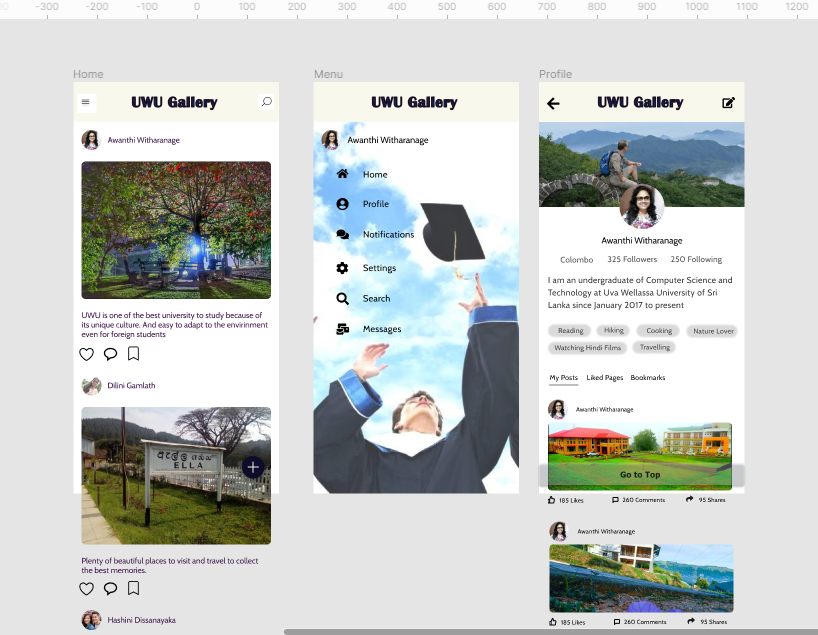 -300 -200 -100 0 100 200 300 400 500 600 700 800 900 1000 1100 1200
Home
UWU Gallery
Awanthi Witharanage
UWU is one of the best university to study because of
its unique culture. And easy to adapt to the envirinment
even for foreign students
Dilini Gamlath
ELLA
Plenty of beautiful places to visit and travel to collect
the best memories.
Hashini Dissanayaka
Menu
UWU Gallery
Awanthi Witharanage
Home
Profile
Notifications
Settings
Search
Messages
Profile
UWU Gallery
Awanthi Witharanage
Colombo 325 Followers 250 Following
I am an undergraduate of Computer Science and
Technology at Uva Wellassa University of Sri
Lanka since January 2017 to present
Reading Hiking Cooking Nature Lover
Watching Hindi Films Travelling
My Posts Liked Pages Bookmarks
Awanthi Witharanage
Go to Top
185 Likes 260 Comments 95 Shares
Awanthi Witharanage
185 Likes 260 Comments 95 Shares